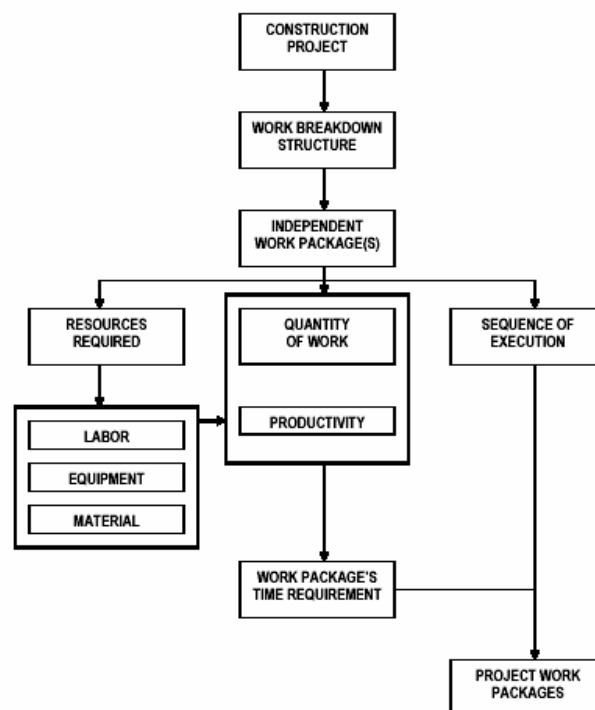 CONSTRUCTION
PROJECT
WORK BREAKDOWN
STRUCTURE
INDEPENDENT
WORK PACKAGE(S)
RESOURCES
REQUIRED
QUANTITY
OF WORK
SEQUENCE OF
EXECUTION
LABOR
EQUIPMENT
MATERIAL
PRODUCTIVITY
WORK PACKAGE'S
TIME REQUIREMENT
PROJECT WORK
PACKAGES